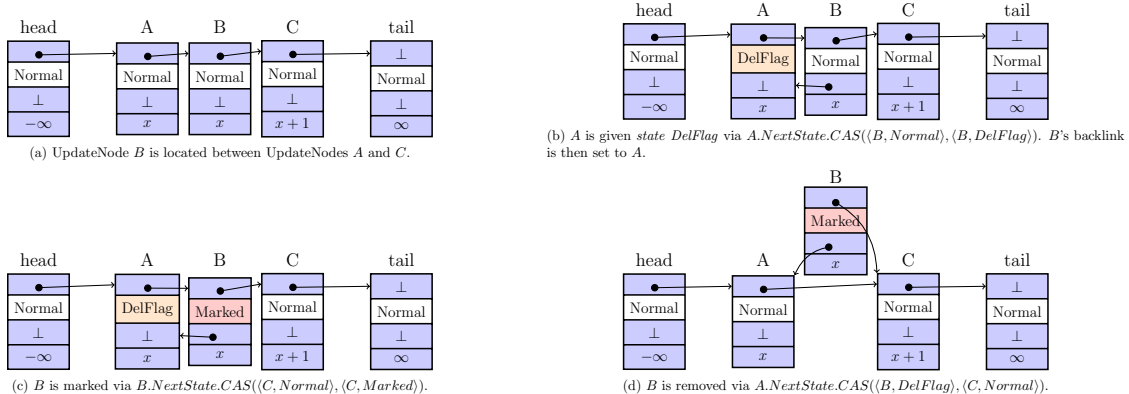 head A B C tail
⊥
Normal Normal Normal Normal Normal
⊥ ⊥ ⊥ ⊥ ⊥
−∞ x x x + 1 ∞
(a) UpdateNode B is located between UpdateNodes A and C.
head A B C tail
⊥
Normal DelFlag Normal Normal Normal
⊥ ⊥ ⊥ ⊥
−∞ x x x + 1 ∞
(b) A is given state DelFlag via A.NextState.CAS(⟨B, Normal⟩, ⟨B, DelFlag⟩). B's backlink
is then set to A.
head A B C tail
⊥
Normal DelFlag Marked Normal Normal
⊥ ⊥ ⊥ ⊥
−∞ x x x + 1 ∞
(c) B is marked via B.NextState.CAS(⟨C, Normal⟩, ⟨C, Marked⟩).
B
Marked
x
head A C tail
⊥
Normal Normal Normal Normal
⊥ ⊥ ⊥ ⊥
−∞ x x + 1 ∞
(d) B is removed via A.NextState.CAS(⟨B, DelFlag⟩, ⟨C, Normal⟩).